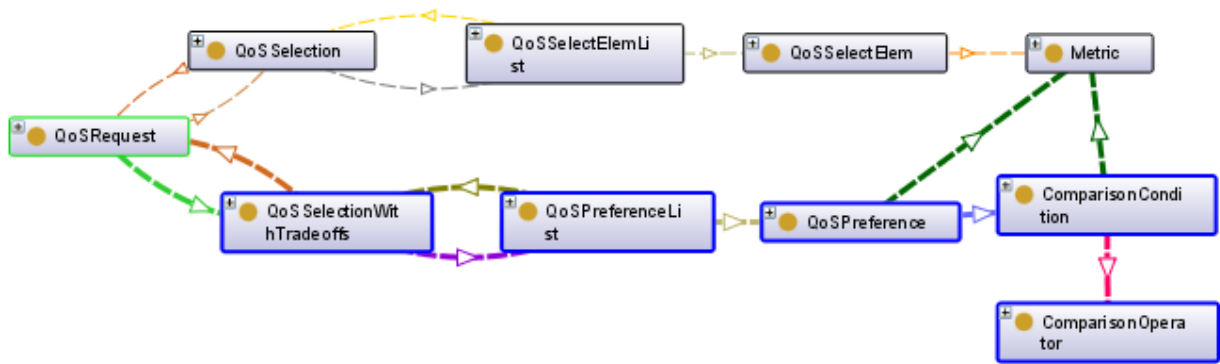 QoSSelection
QoSSelectElemLi
st
QoSSelectElem
Metric
QoSRequest
QoSSelectionWit
hTradeoffs
QoSPreferenceLi
st
QoSPreference
ComparisonCondi
tion
ComparisonOpera
tor